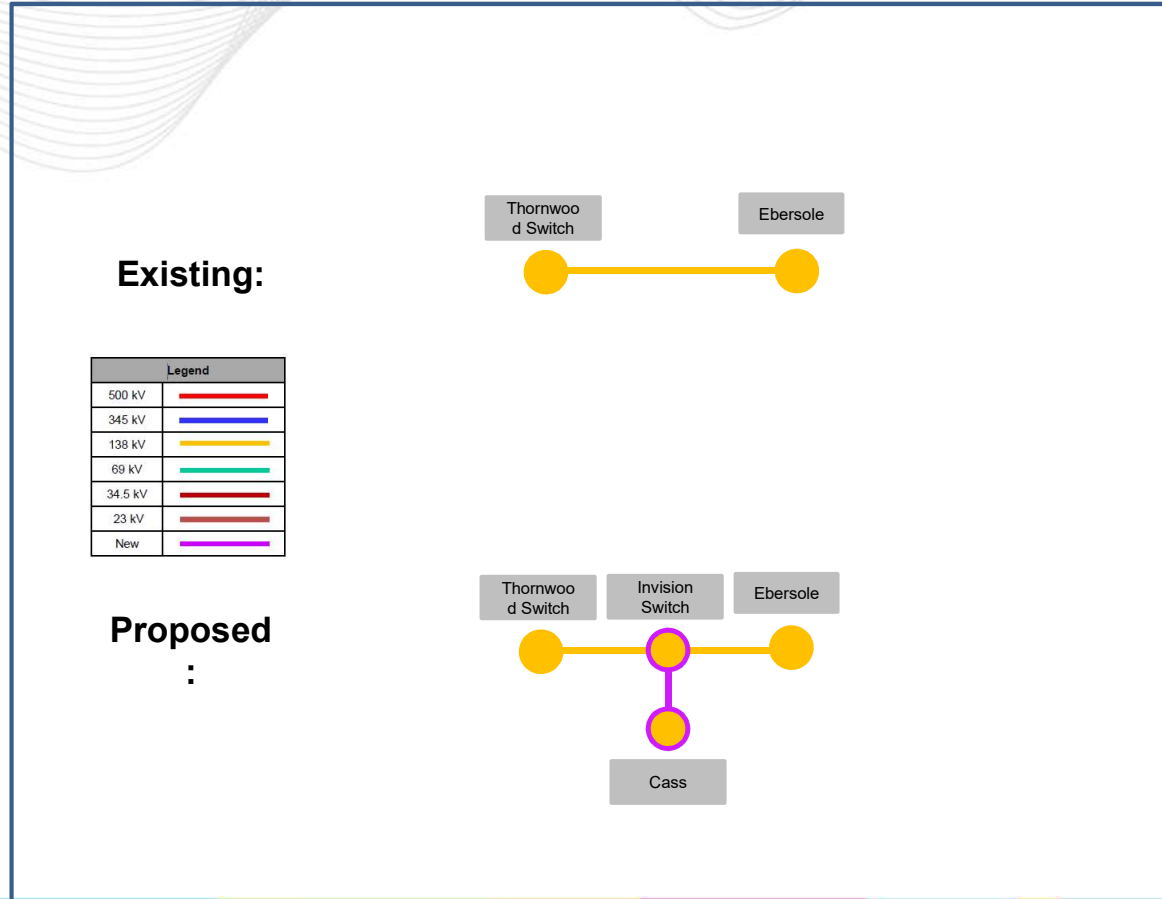 Thornwoo
d Switch
Ebersole
Existing:
Legend
500 kV
345 kV
138 kV
69 kV
34.5 kV
23 kV
New
Thornwoo
d Switch
Invision
Switch
Ebersole
Proposed
:
Cass